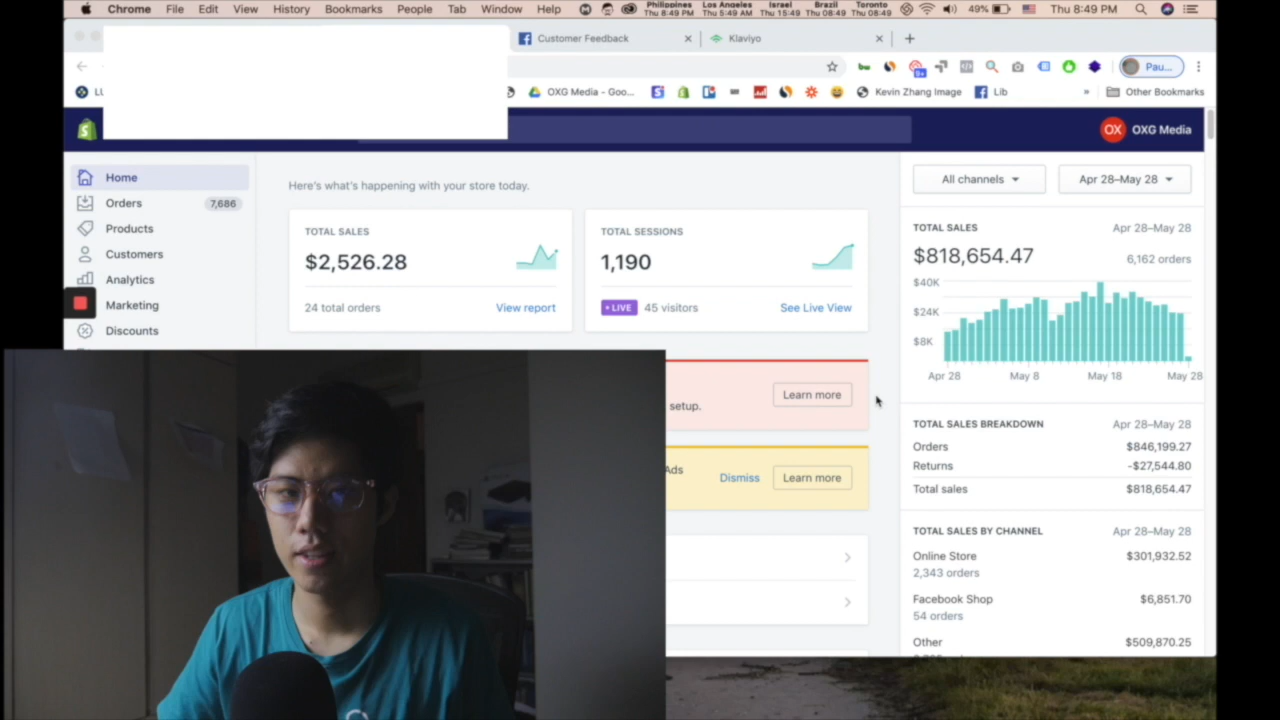 Chrome File Edit View History Bookmarks People Tab Window Help Philippines Los Angeles Israel Brazil Toronto 49% Thu 8:49 PM
Thu 8:49 PM Thu 5:49 AM Thu 15:49 Thu 08:49 Thu 08:49
Customer Feedback Klaviyo
9+ Pau...
OXG Media - Goo... Kevin Zhang Image Lib » Other Bookmarks
OX OXG Media
Home
Orders 7,686
Products
Customers
Analytics
Marketing
Discounts
Here's what's happening with your store today.
TOTAL SALES
$2,526.28
24 total orders View report
TOTAL SESSIONS
1,190
• LIVE 45 visitors See Live View
setup.
Learn more
Ads
Dismiss Learn more
All channels Apr 28–May 28
TOTAL SALES Apr 28–May 28
$818,654.47 6,162 orders
$40K
$24K
$8K
Apr 28 May 8 May 18 May 28
TOTAL SALES BREAKDOWN Apr 28–May 28
Orders $846,199.27
Returns -$27,544.80
Total sales $818,654.47
TOTAL SALES BY CHANNEL Apr 28–May 28
Online Store $301,932.52
2,343 orders
Facebook Shop $6,851.70
54 orders
Other $509,870.25